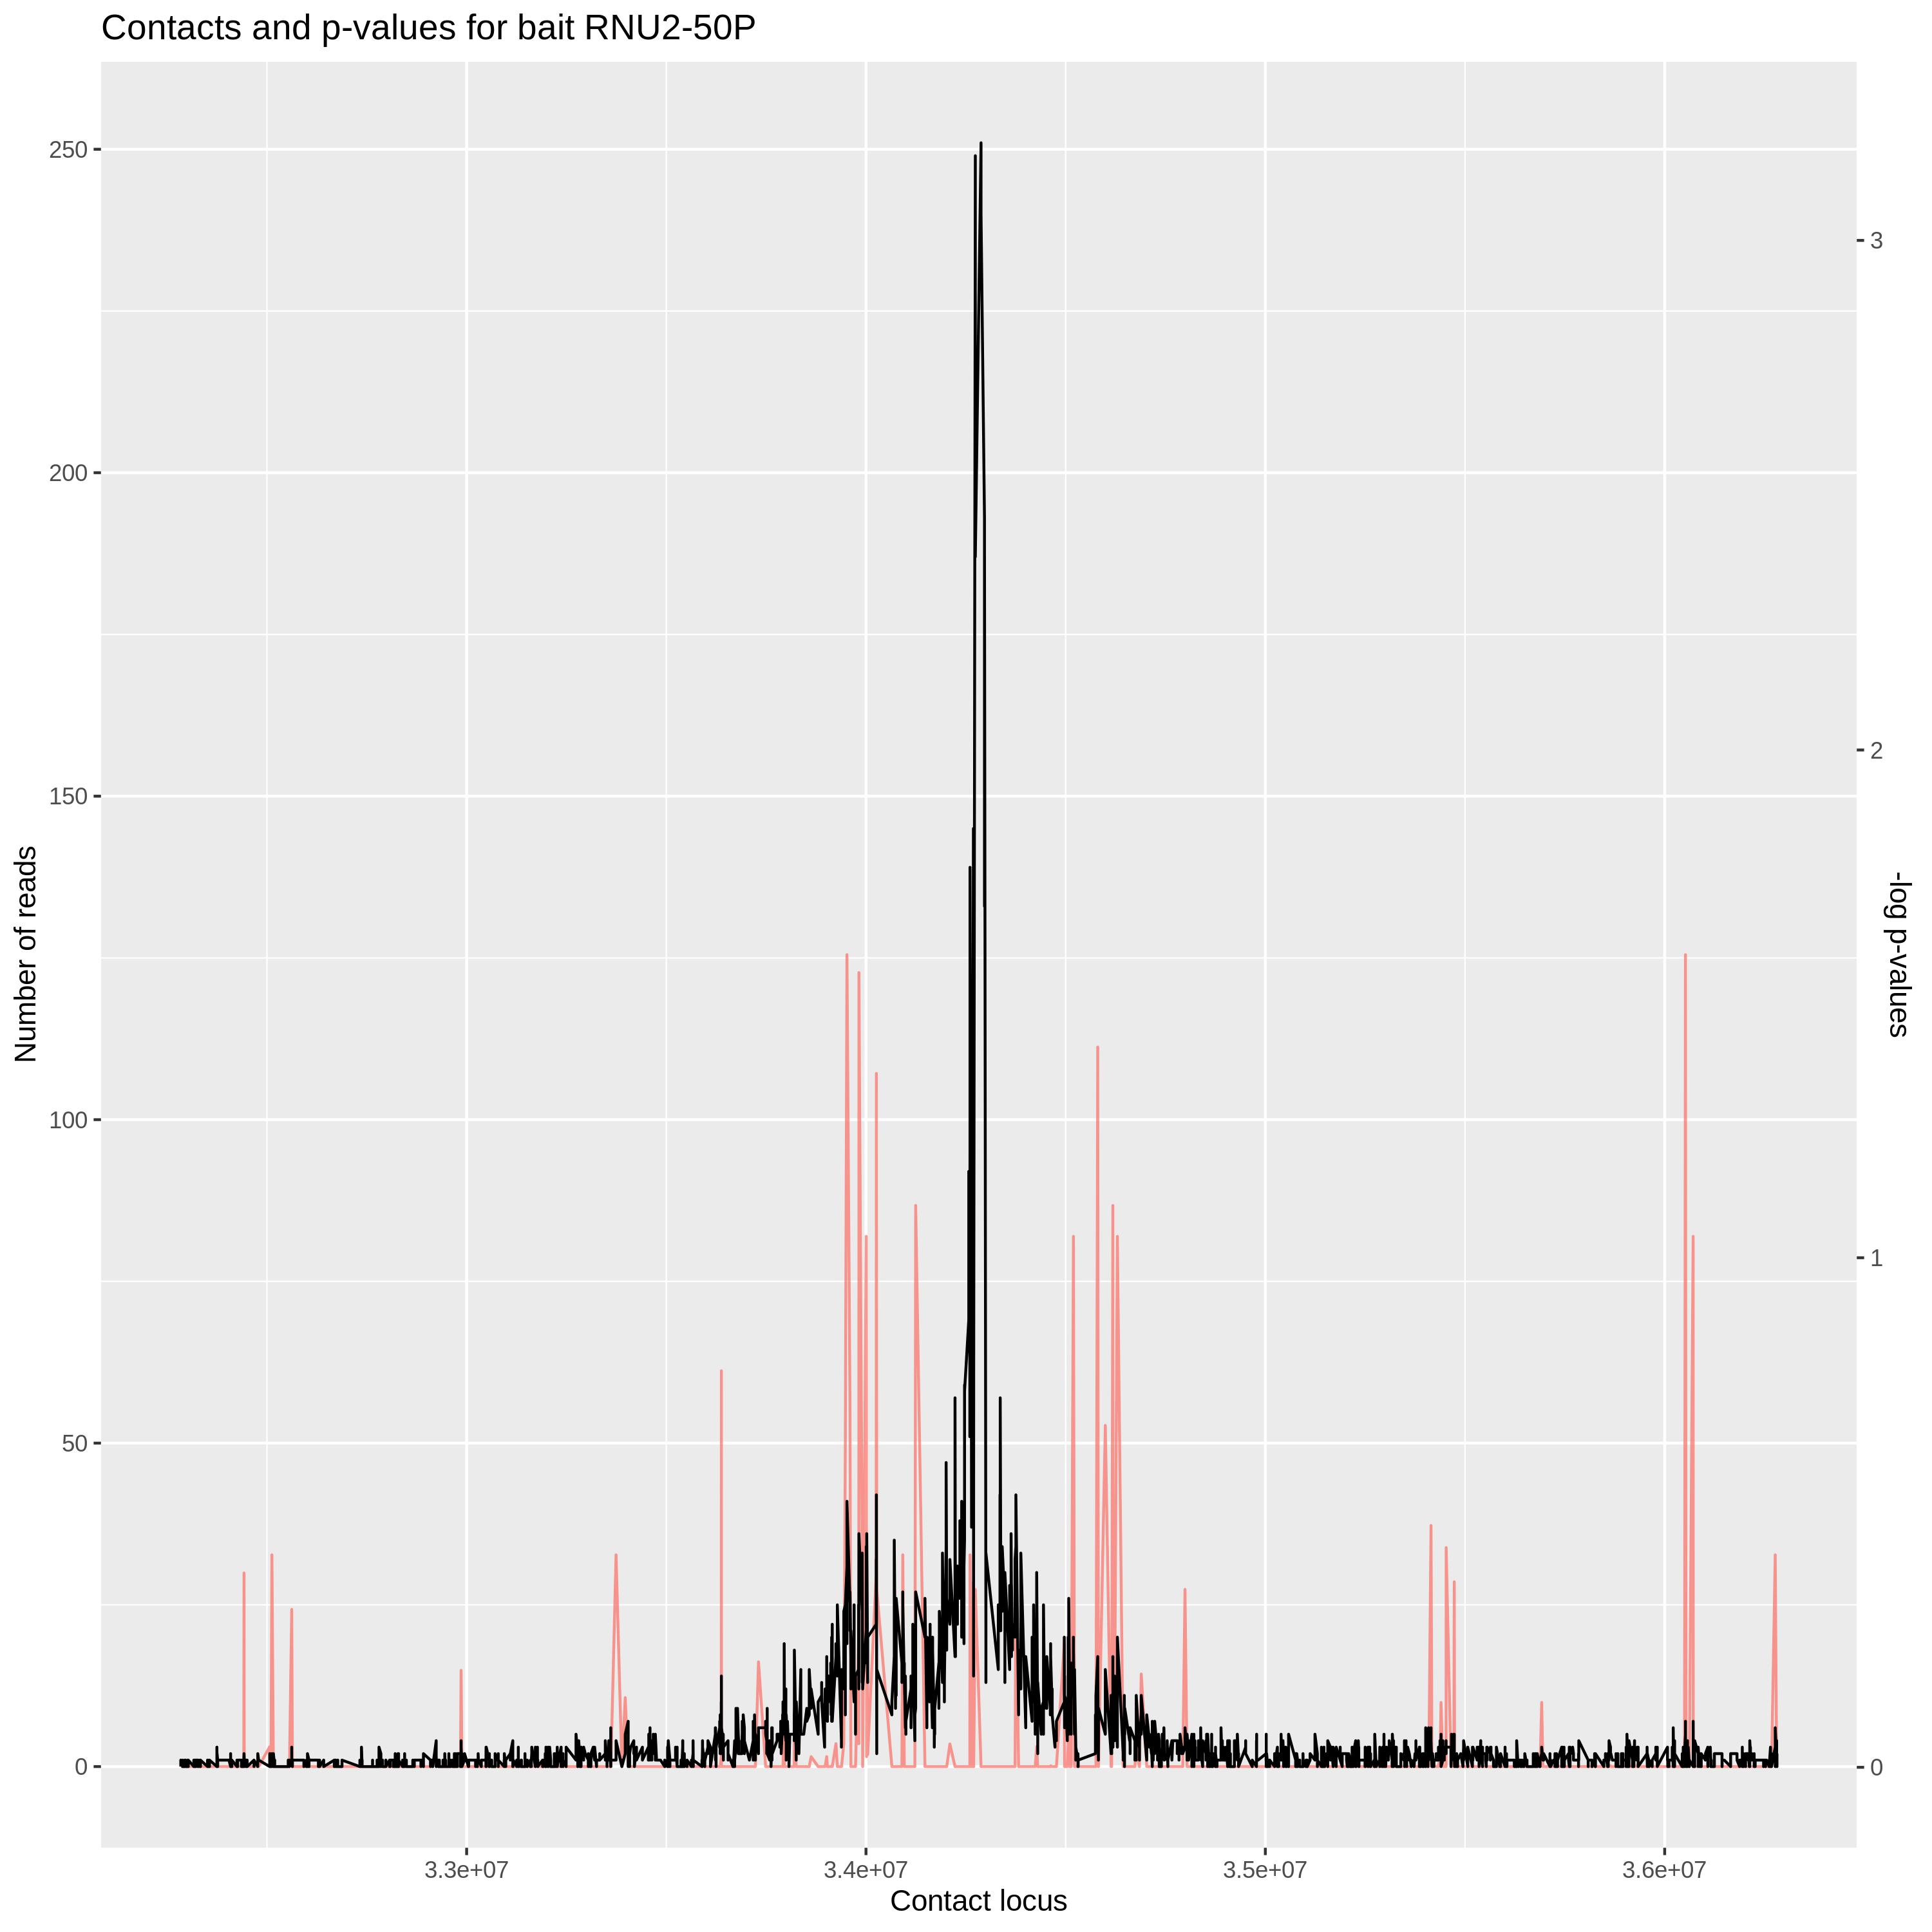 Contacts and p-values for bait RNU2-50P
250
200
150
100
50
0
3
2
1
0
Number of reads
-log p-values
3.3e+07
3.4e+07
3.5e+07
3.6e+07
Contact locus